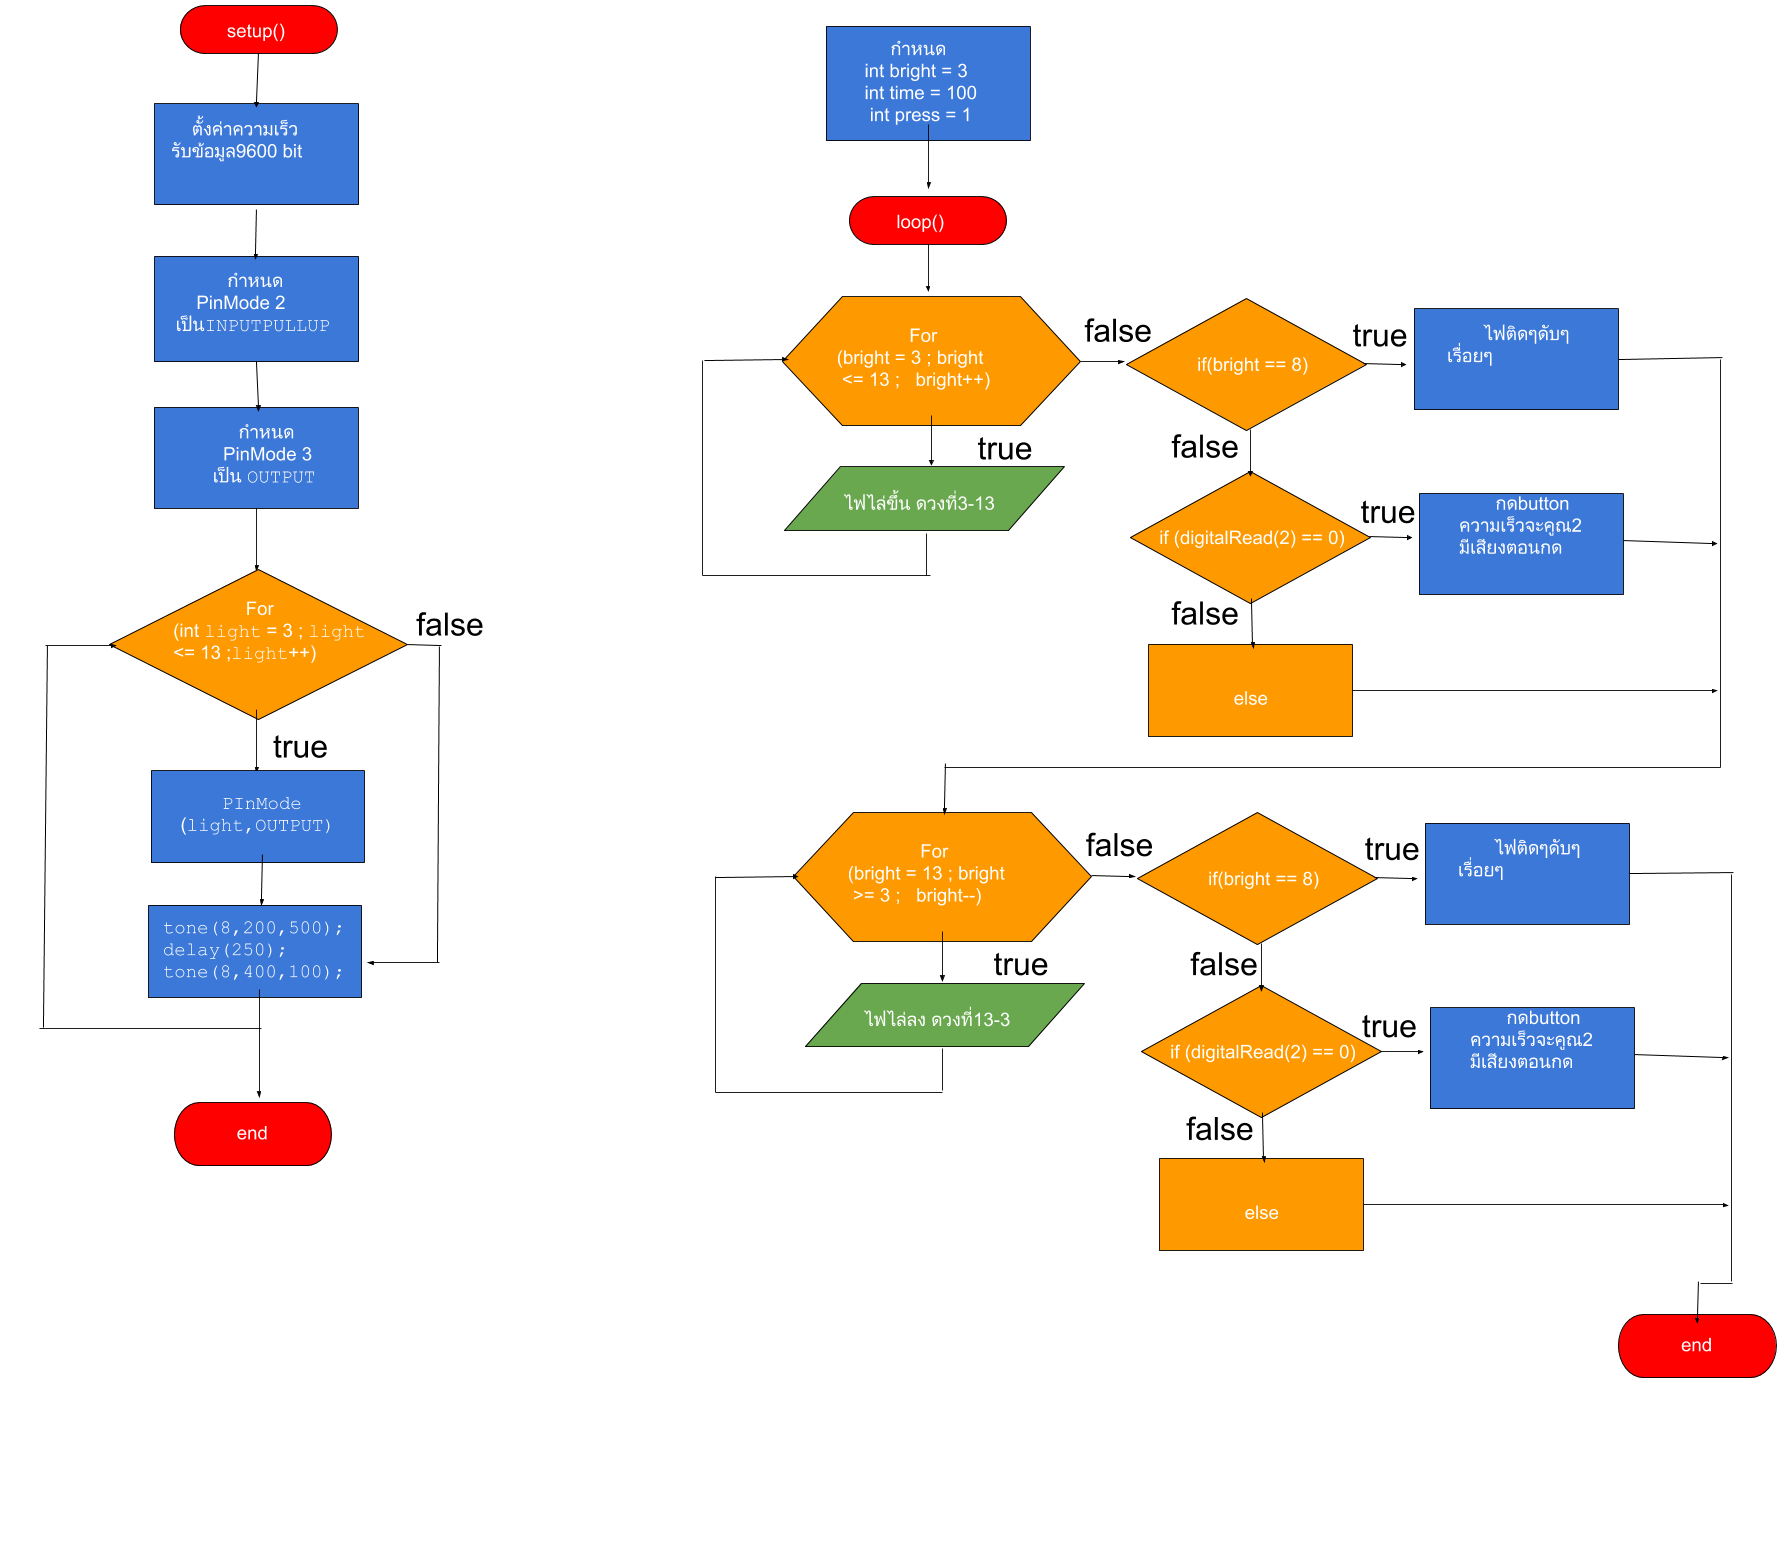 setup()
ตั้งค่าความเร็ว
รับข้อมูล9600 bit
กำหนด
PinMode 2
เป็นINPUTPULLUP
กำหนด
PinMode 3
เป็น OUTPUT
For
(int light = 3 ; light
<= 13 ;light++)
false
true
PInMode
(light,OUTPUT)
tone(8,200,500);
delay(250);
tone(8,400,100);
end
กำหนด
int bright = 3
int time = 100
int press = 1
loop()
For
(bright = 3 ; bright
<= 13 ; bright++)
false
true
ไฟไล่ขึ้น ดวงที่3-13
if(bright == 8)
true
ไฟติดๆดับๆ
เรื่อยๆ
false
if (digitalRead(2) == 0)
true
กดbutton
ความเร็วจะคูณ2
มีเสียงตอนกด
false
else
For
(bright = 13 ; bright
>= 3 ; bright--)
false
true
ไฟไล่ลง ดวงที่13-3
if(bright == 8)
true
ไฟติดๆดับๆ
เรื่อยๆ
false
if (digitalRead(2) == 0)
true
กดbutton
ความเร็วจะคูณ2
มีเสียงตอนกด
false
else
end